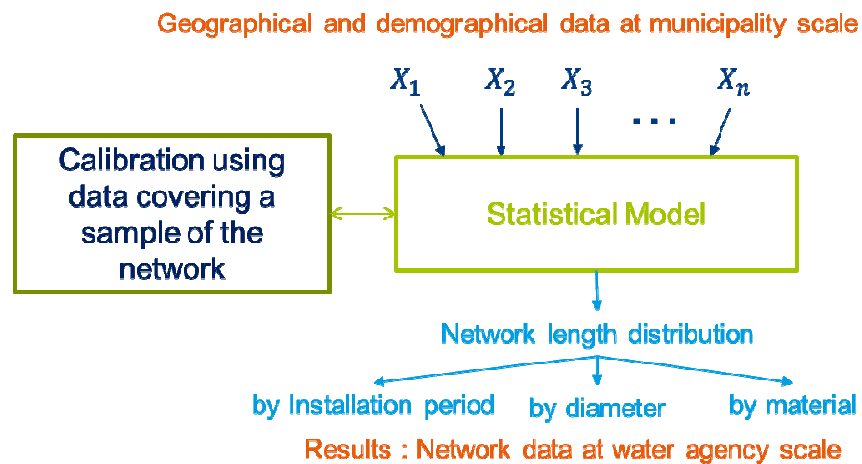 Geographical and demographical data at municipality scale
X₁ X₂ X₃ ... Xₙ
Calibration using
data covering a
sample of the
network
Statistical Model
Network length distribution
by Installation period by diameter by material
Results : Network data at water agency scale